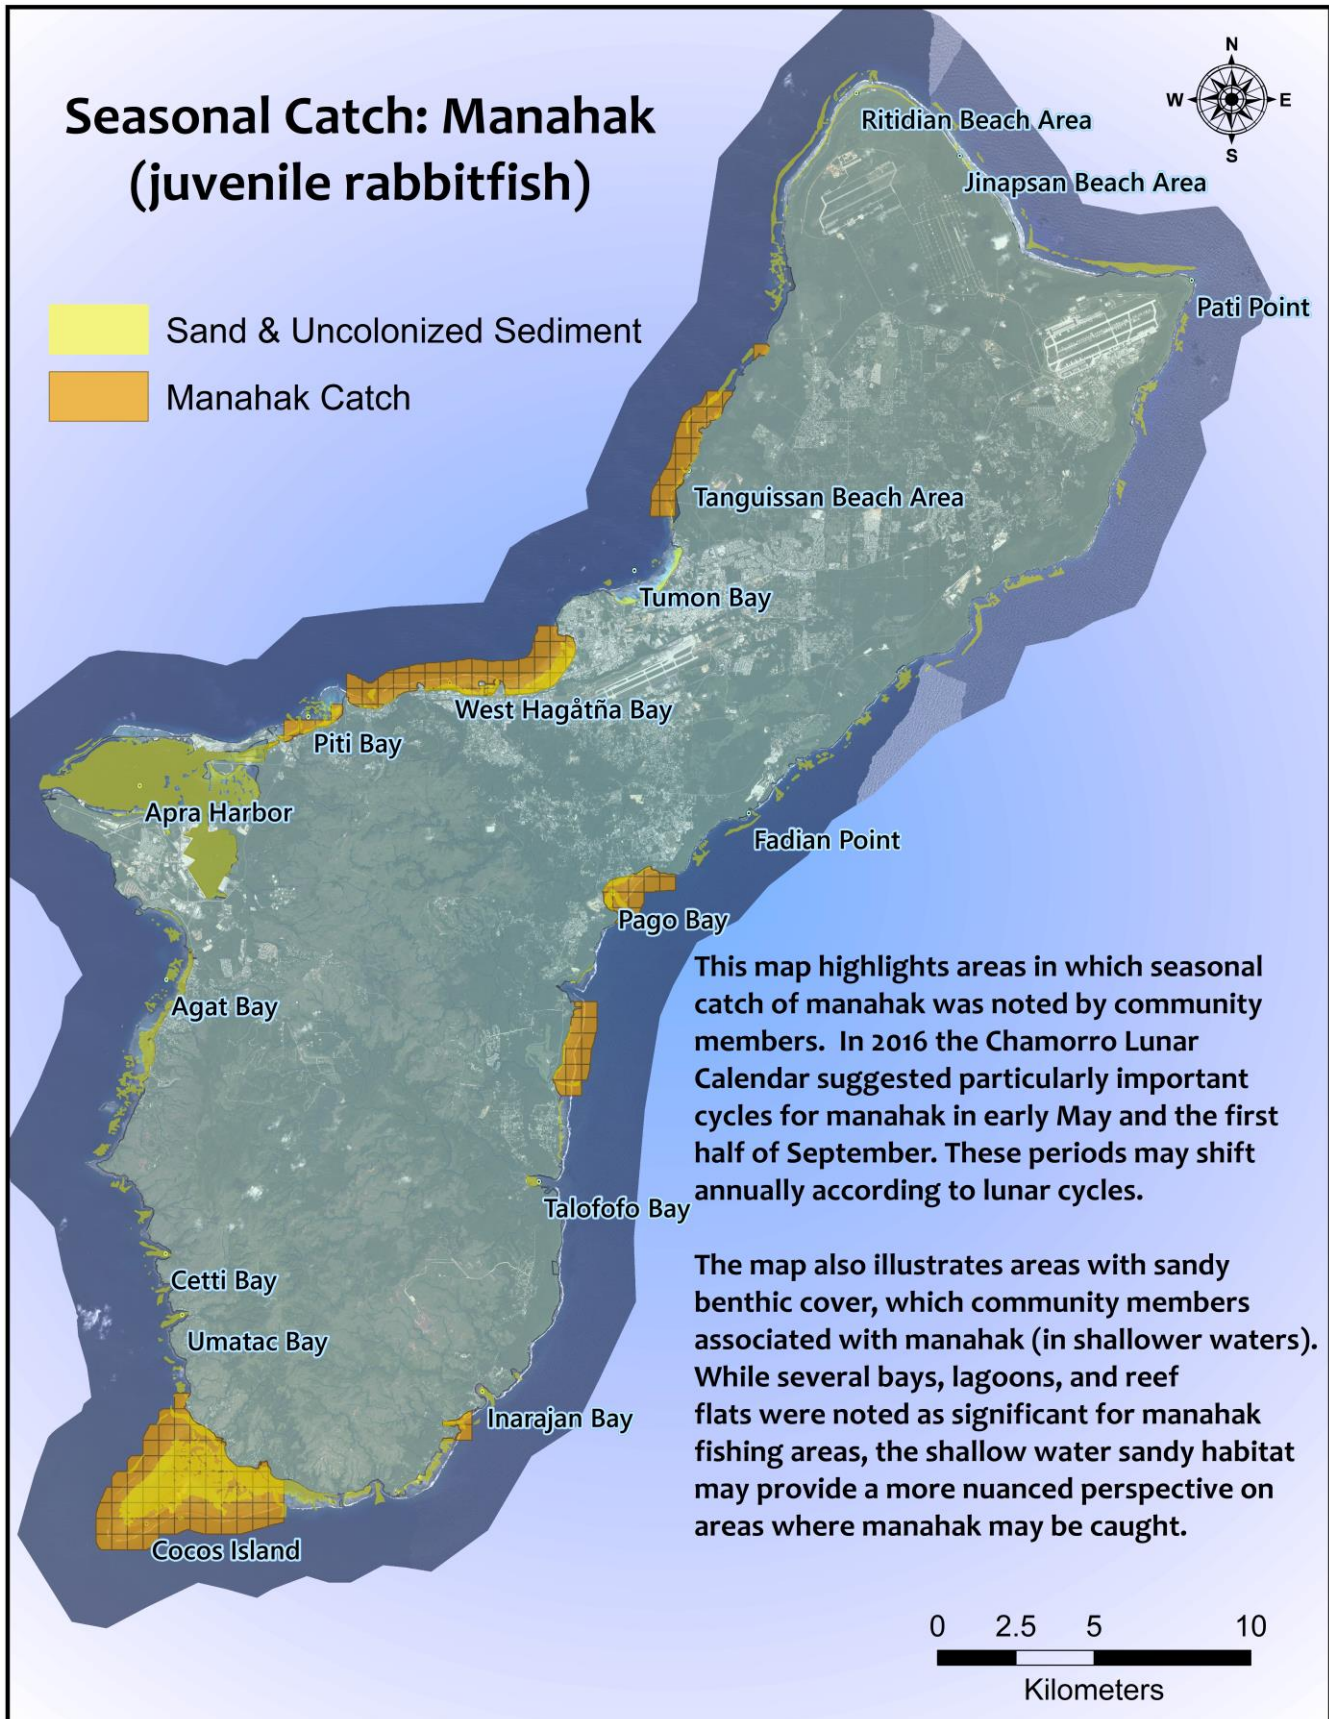 Seasonal Catch: Manahak
(juvenile rabbitfish)
N
W
E
S
Sand & Uncolonized Sediment
Manahak Catch
Ritidian Beach Area
Jinapsan Beach Area
Pati Point
Tanguissan Beach Area
Tumon Bay
West Hagåtña Bay
Piti Bay
Apra Harbor
Fadian Point
Pago Bay
Agat Bay
Talofofo Bay
Cetti Bay
Umatac Bay
Inarajan Bay
Cocos Island
This map highlights areas in which seasonal
catch of manahak was noted by community
members. In 2016 the Chamorro Lunar
Calendar suggested particularly important
cycles for manahak in early May and the first
half of September. These periods may shift
annually according to lunar cycles.
The map also illustrates areas with sandy
benthic cover, which community members
associated with manahak (in shallower waters).
While several bays, lagoons, and reef
flats were noted as significant for manahak
fishing areas, the shallow water sandy habitat
may provide a more nuanced perspective on
areas where manahak may be caught.
0 2.5 5 10
Kilometers